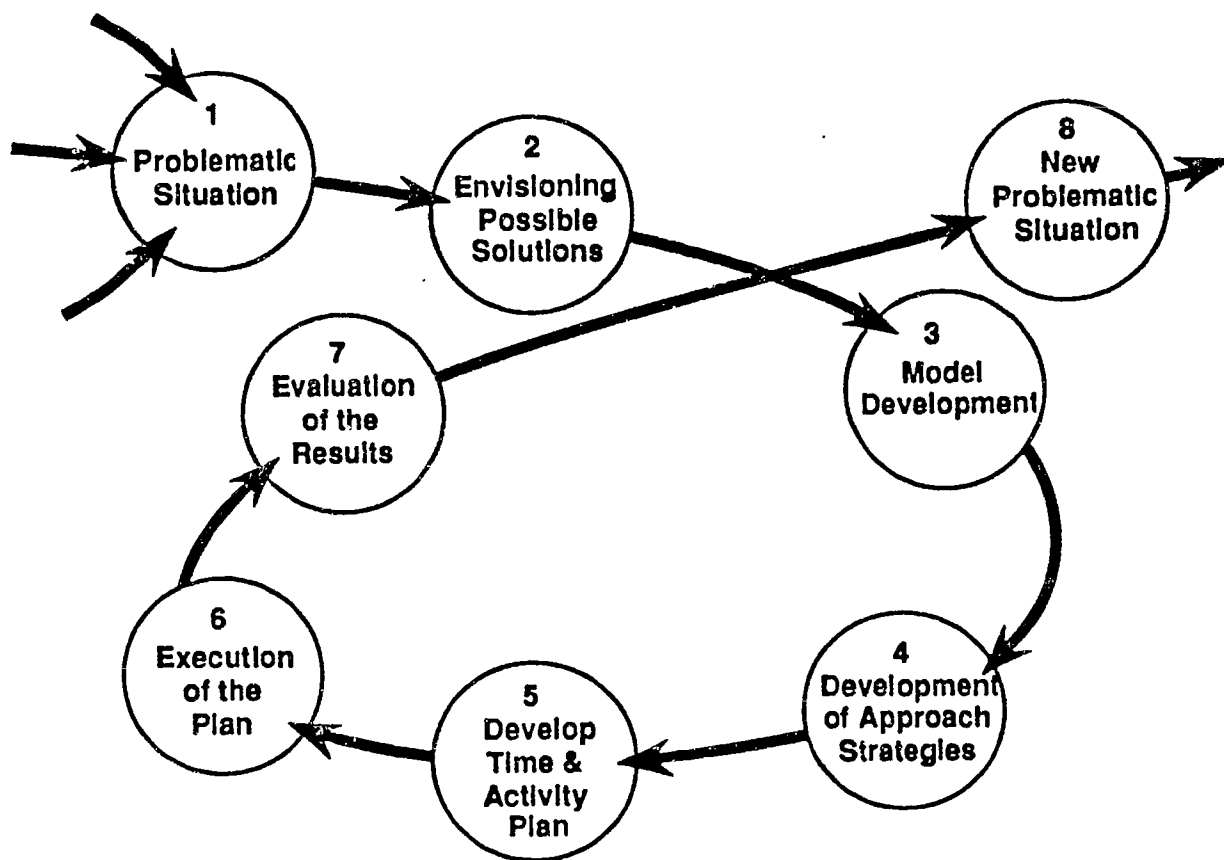 1
Problematic
Situation
2
Envisioning
Possible
Solutions
3
Model
Development
4
Development
of Approach
Strategies
5
Develop
Time &
Activity
Plan
6
Execution
of the
Plan
7
Evaluation
of the
Results
8
New
Problematic
Situation